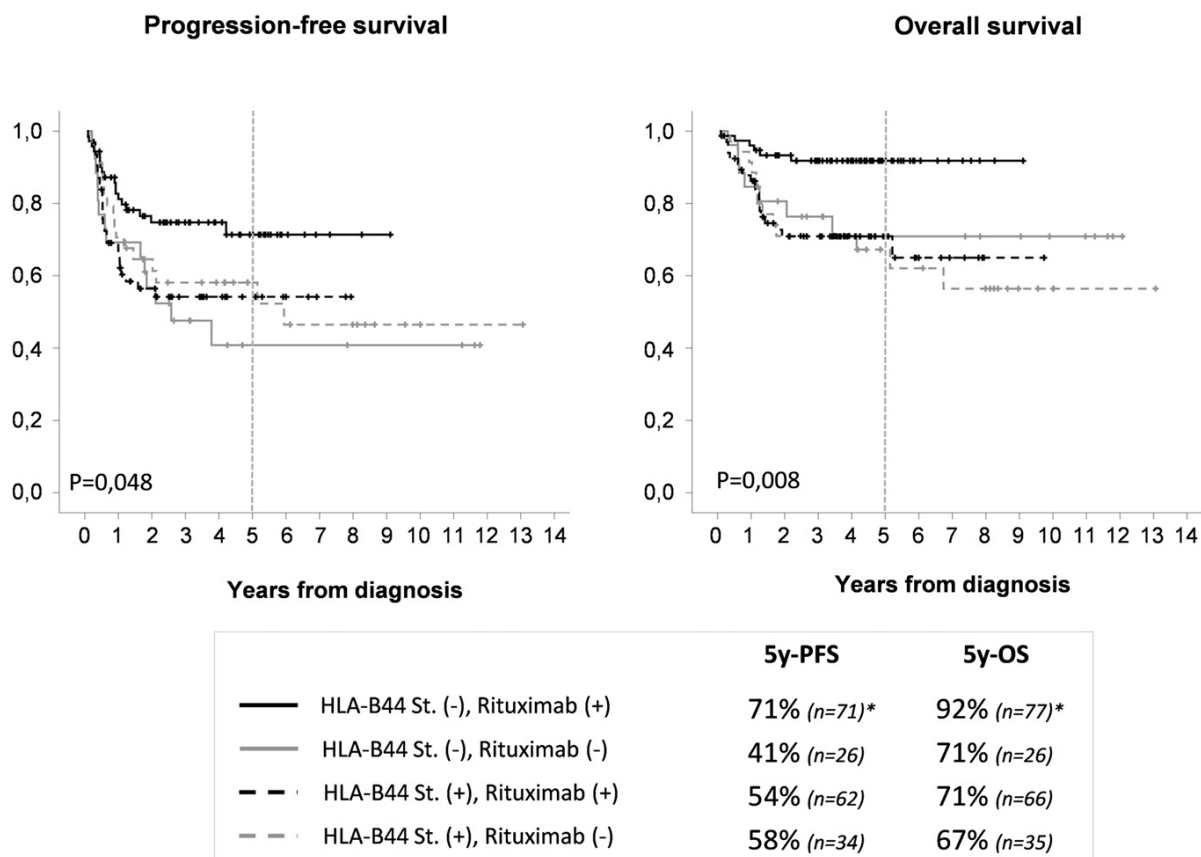 Progression-free survival
Overall survival
1,0
0,8
0,6
0,4
0,2
0,0
P=0,048
0 1 2 3 4 5 6 7 8 9 10 11 12 13 14
Years from diagnosis
1,0
0,8
0,6
0,4
0,2
0,0
P=0,008
0 1 2 3 4 5 6 7 8 9 10 11 12 13 14
Years from diagnosis
5y-PFS 5y-OS
HLA-B44 St. (-), Rituximab (+) 71% (n=71)* 92% (n=77)*
HLA-B44 St. (-), Rituximab (-) 41% (n=26) 71% (n=26)
HLA-B44 St. (+), Rituximab (+) 54% (n=62) 71% (n=66)
HLA-B44 St. (+), Rituximab (-) 58% (n=34) 67% (n=35)